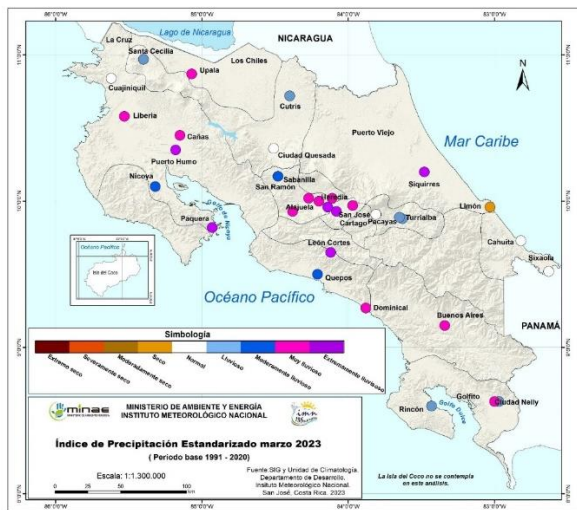 86°0'0"W 85°0'0"W 84°0'0"W 83°0'0"W
Lago de Nicaragua
NICARAGUA
La Cruz
Santa Cecilia
Los Chiles
Upala
Cuajiniquil
Cutris
N
Liberia
Puerto Viejo
Mar Caribe
Cañas
Ciudad Quesada
Puerto Humo
Siquirres
Nicoya
Sabanilla
San Ramón
Heredia
Limón
Alajuela
San José
Cartago
Pacayas
Turrialba
Paquera
Golfo de Nicoya
Cahuita
León Cortes
Sixaola
Océano Pacífico
Isla del Coco
Quepos
Océano Pacífico
Dominical
Buenos Aires
PANAMÁ
Simbología
Extremo seco
Severamente seco
Moderadamente seco
Seco
Normal
Lluvioso
Moderadamente lluvioso
Muy lluvioso
Extremadamente lluvioso
Golfito
Ciudad Nelly
Rincón
Golfo Dulce
minae
MINISTERIO DE AMBIENTE Y ENERGÍA
INSTITUTO METEOROLÓGICO NACIONAL
imn
Índice de Precipitación Estandarizado marzo 2023
( Periodo base 1991 - 2020)
Escala: 1:1.300.000
0 50 100
Km
Fuente SIG y Unidad de Climatología.
Departamento de Desarrollo.
Instituto Meteorológico Nacional.
San José, Costa Rica. 2023
La Isla del Coco no se contempla
en este análisis.